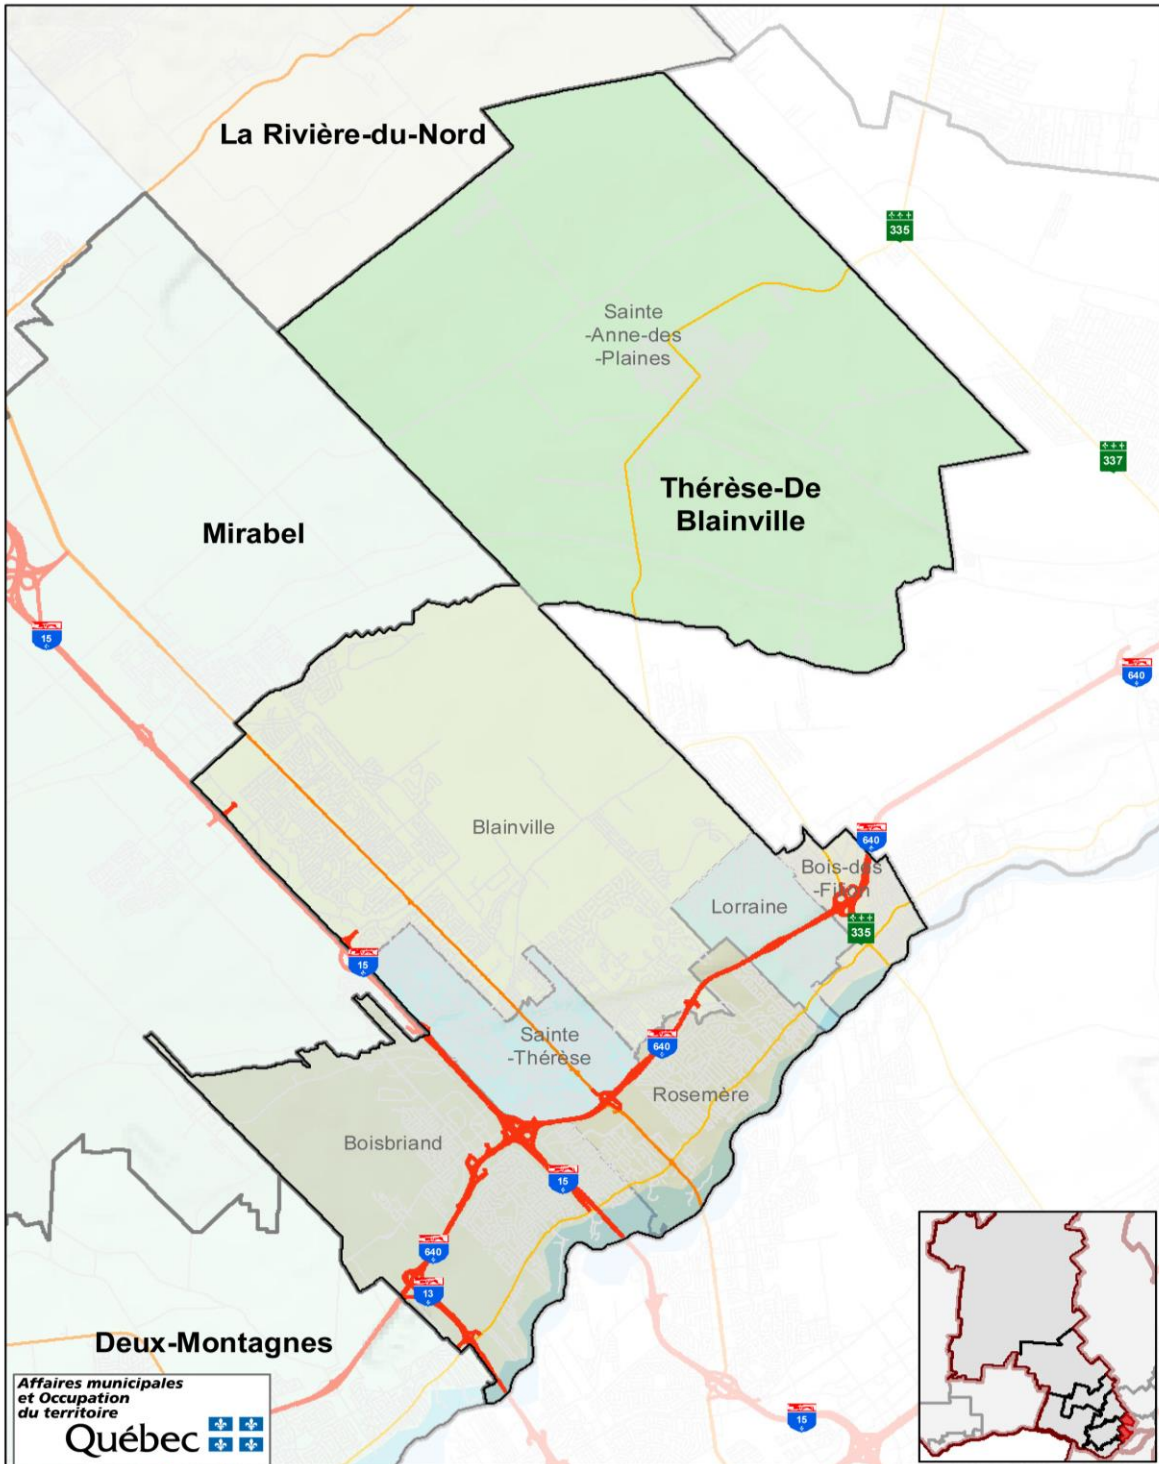 La Rivière-du-Nord
335
Sainte
-Anne-des
-Plaines
337
Thérèse-De
Blainville
Mirabel
15
640
Blainville
640
Bois-des
-Filion
Lorraine
335
15
Sainte
-Thérèse
640
Rosemère
Boisbriand
15
640
13
Deux-Montagnes
15
Affaires municipales
et Occupation
du territoire
Québec